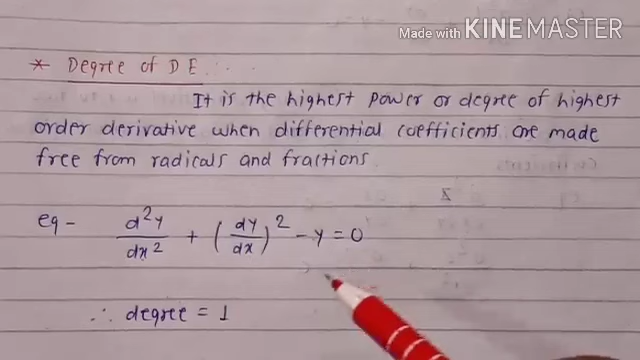 Made with KINEMASTER
* Degree of DE :--
It is the highest power or degree of highest
order derivative when differential coefficients are made
free from radicals and fractions.
eg - d²y/dx² + (dy/dx)² - y = 0
∴ degree = 1